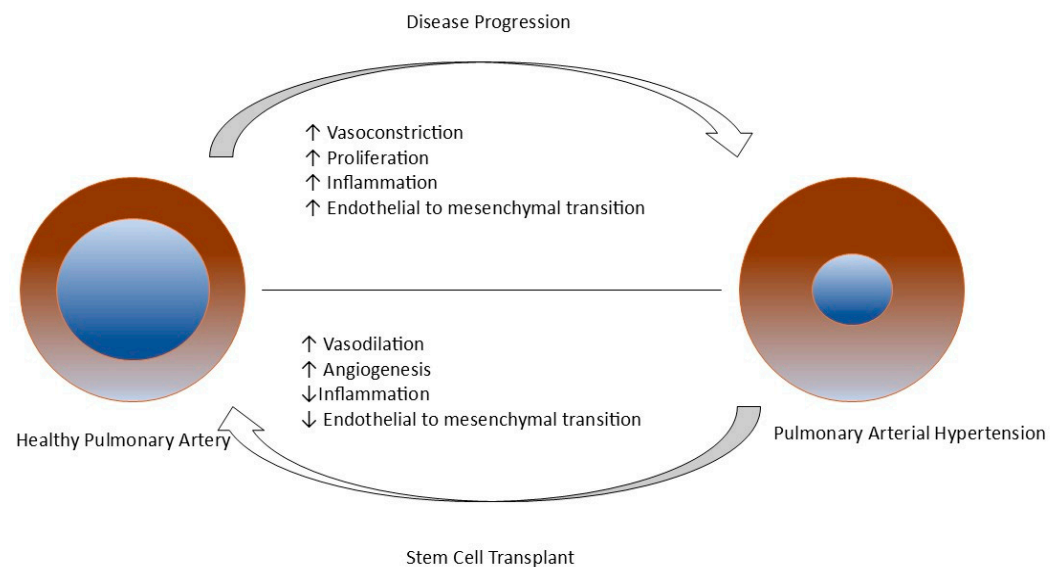 Disease Progression
↑ Vasoconstriction
↑ Proliferation
↑ Inflammation
↑ Endothelial to mesenchymal transition
↑ Vasodilation
↑ Angiogenesis
↓Inflammation
↓ Endothelial to mesenchymal transition
Healthy Pulmonary Artery
Pulmonary Arterial Hypertension
Stem Cell Transplant